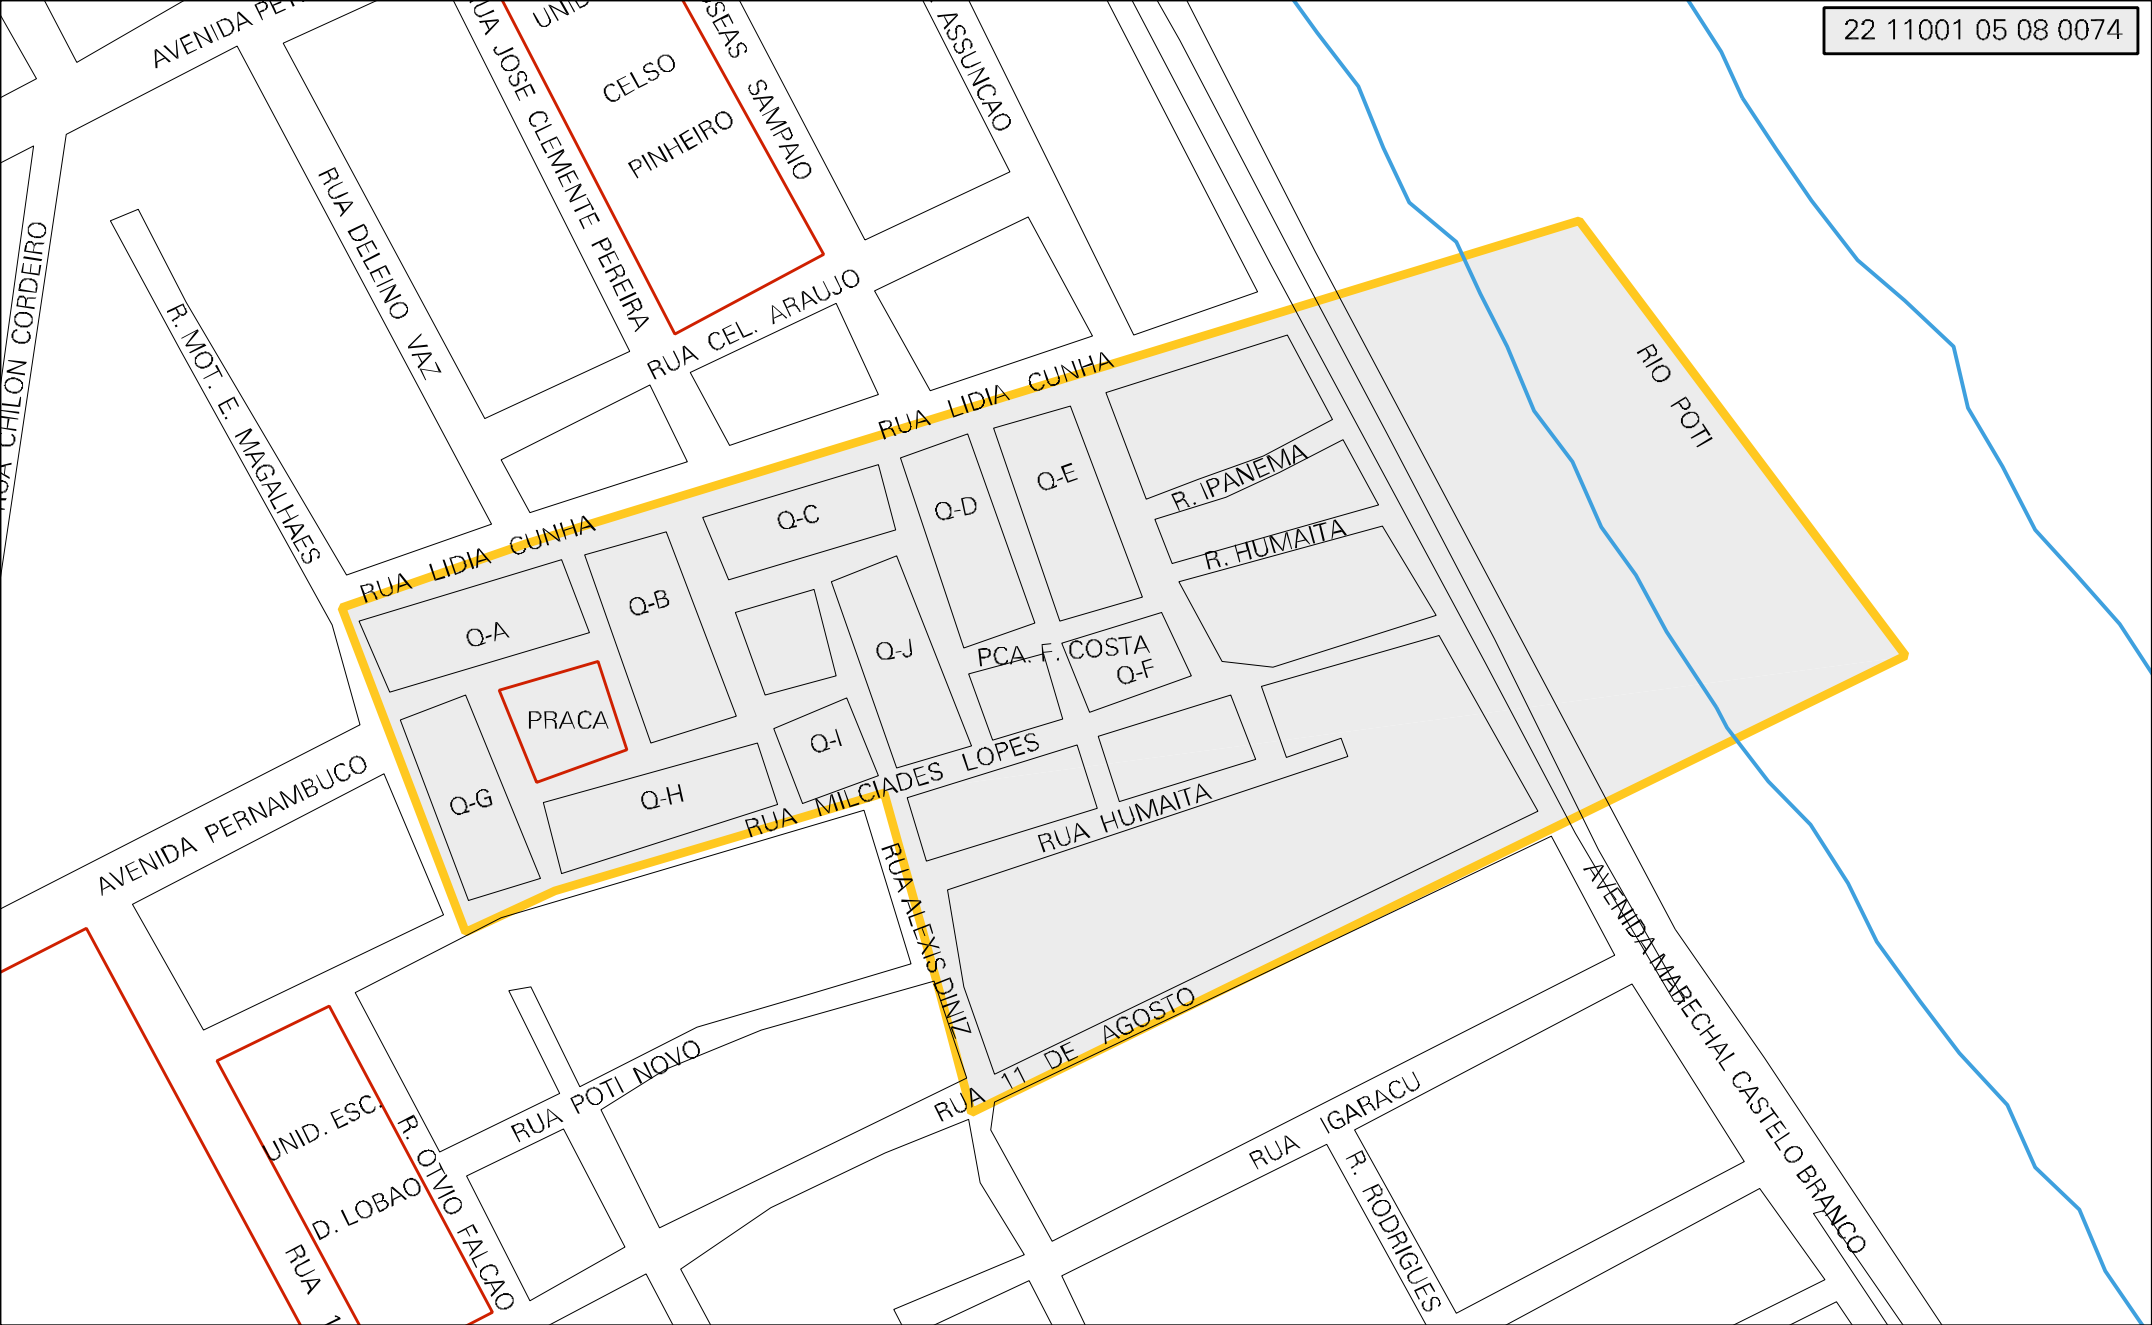 22 11001 05 08 0074
AVENIDA
CELSO
PINHEIRO
JOSE CLEMENTE PEREIRA
SAMPAIO
ASSUNCAO
RUA DELFINO VAZ
CHILON CORDEIRO
R. MOT. E. MAGALHAES
RUA CEL. ARAUJO
RUA LIDIA CUNHA
RUA LIDIA CUNHA
RIO POTI
Q-A
Q-B
Q-C
Q-D
Q-E
R. IPANEMA
R. HUMAITA
PCA. F. COSTA
Q-F
Q-J
PRACA
Q-I
Q-G
Q-H
RUA MILCIADES LOPES
RUA HUMAITA
AVENIDA PERNAMBUCO
RUA ALEXIS DINIZ
RUA 11 DE AGOSTO
AVENIDA MARECHAL CASTELO BRANCO
RUA POTI NOVO
UNID. ESC.
D. LOBAO
R. OTVIO FALCAO
RUA IGARACU
R. RODRIGUES
RUA